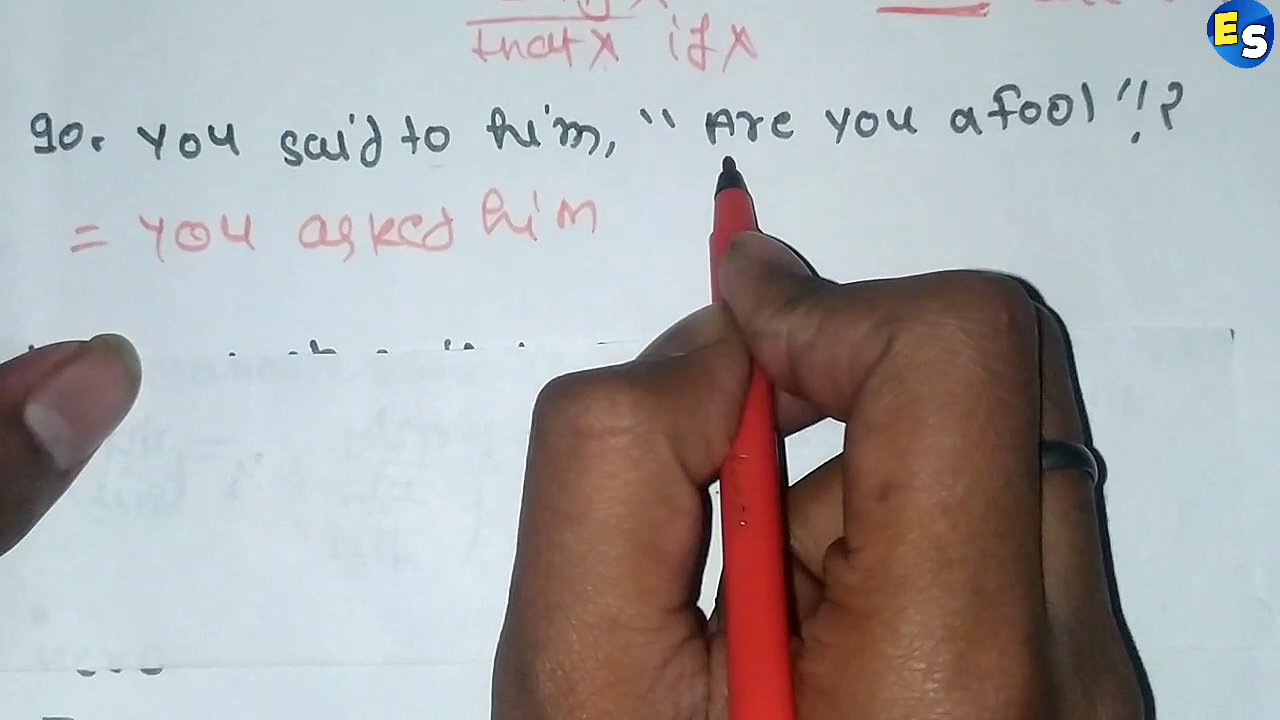 that x if x
90. You said to him, " Are you a fool "?
= You asked him
ES